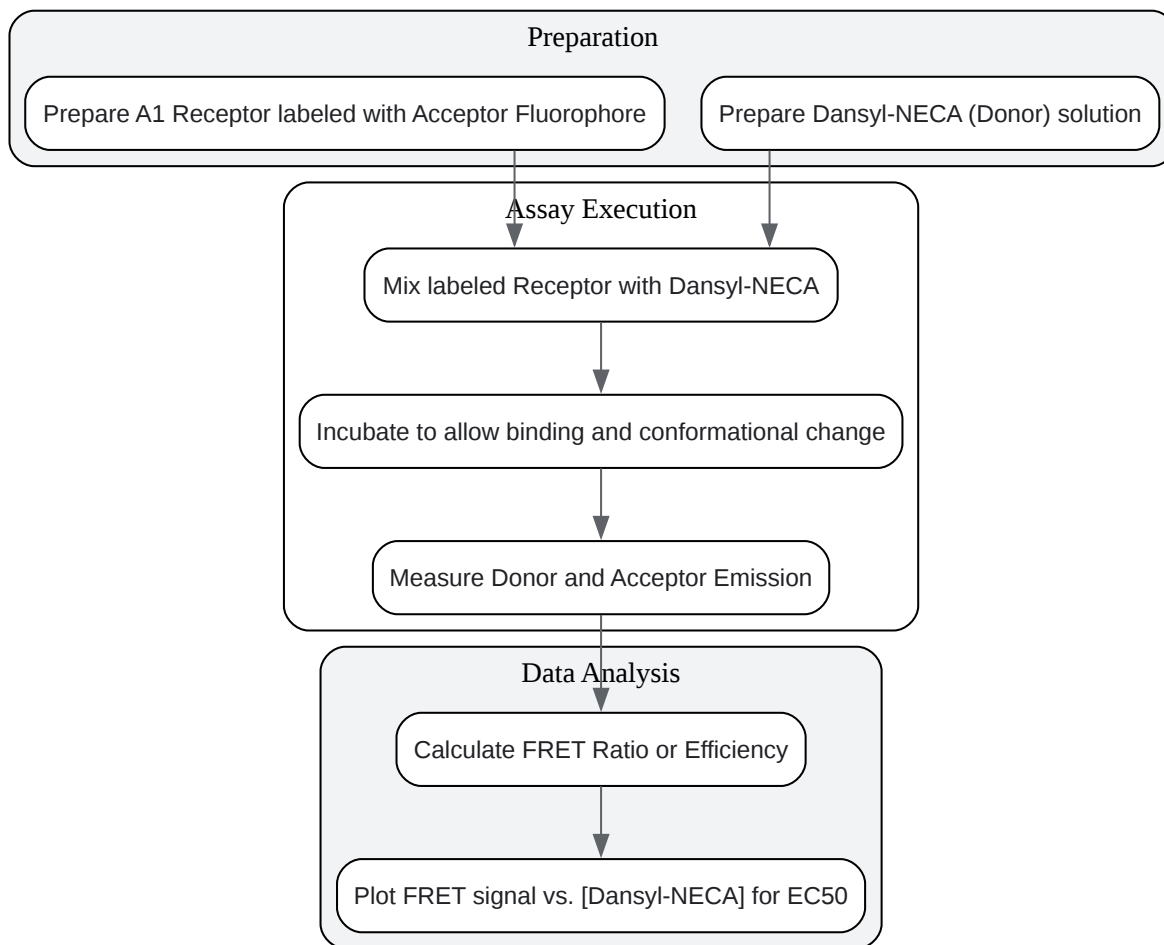 Preparation
Prepare A1 Receptor labeled with Acceptor Fluorophore
Prepare Dansyl-NECA (Donor) solution
Assay Execution
Mix labeled Receptor with Dansyl-NECA
Incubate to allow binding and conformational change
Measure Donor and Acceptor Emission
Data Analysis
Calculate FRET Ratio or Efficiency
Plot FRET signal vs. [Dansyl-NECA] for EC50